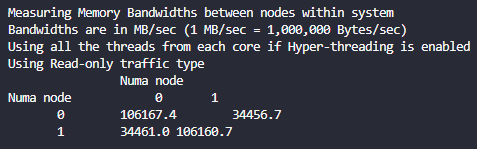 Measuring Memory Bandwidths between nodes within system
Bandwidths are in MB/sec (1 MB/sec = 1,000,000 Bytes/sec)
Using all the threads from each core if Hyper-threading is enabled
Using Read-only traffic type
Numa node
Numa node 0 1
0 106167.4 34456.7
1 34461.0 106160.7